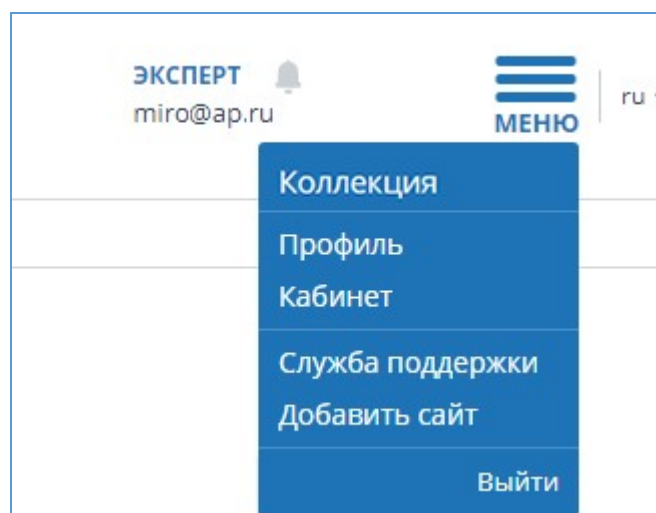 ЭКСПЕРТ
miro@ap.ru
МЕНЮ
ru
Коллекция
Профиль
Кабинет
Служба поддержки
Добавить сайт
Выйти